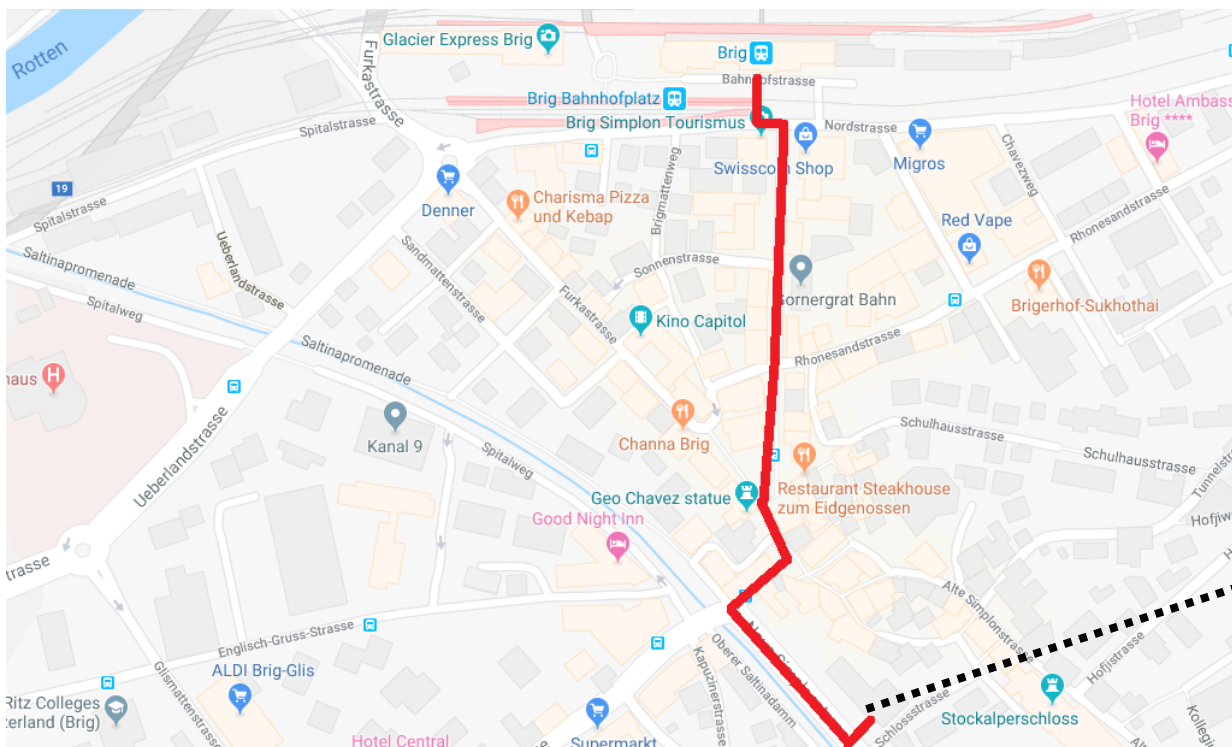 Glacier Express Brig
Brig
Rotten
Furkastrasse
Bahnhofstrasse
Brig Bahnhofplatz
Hotel Ambass
Brig ****
Spitalstrasse
Brig Simplon Tourismus
Nordstrasse
Swisscom Shop
Migros
Chavezweg
19
Denner
Charisma Pizza
und Kebap
Brigmattenweg
Spitalstrasse
Ueberlandstrasse
Red Vape
Rhonesandstrasse
Saltinapromenade
Sandmattenstrasse
Sonnenstrasse
Spitalweg
Furkastrasse
Gornergrat Bahn
Brigerhof-Sukhothai
Kino Capitol
Saltinapromenade
Rhonesandstrasse
haus
H
Kanal 9
Channa Brig
Schulhausstrasse
Schulhausstrasse
Ueberlandstrasse
Spitalweg
Tunnelstr
Geo Chavez statue
Restaurant Steakhouse
zum Eidgenossen
Good Night Inn
Hofjiw
strasse
Alte Simplonstrasse
Englisch-Gruss-Strasse
Oberer Saltinadamm
Hofjistrasse
ALDI Brig-Glis
Glismattenstrasse
Kapuzinerstrasse
Schlossstrasse
Ritz Colleges
erland (Brig)
Stockalperschloss
Kolleg
Hotel Central
Supermarkt